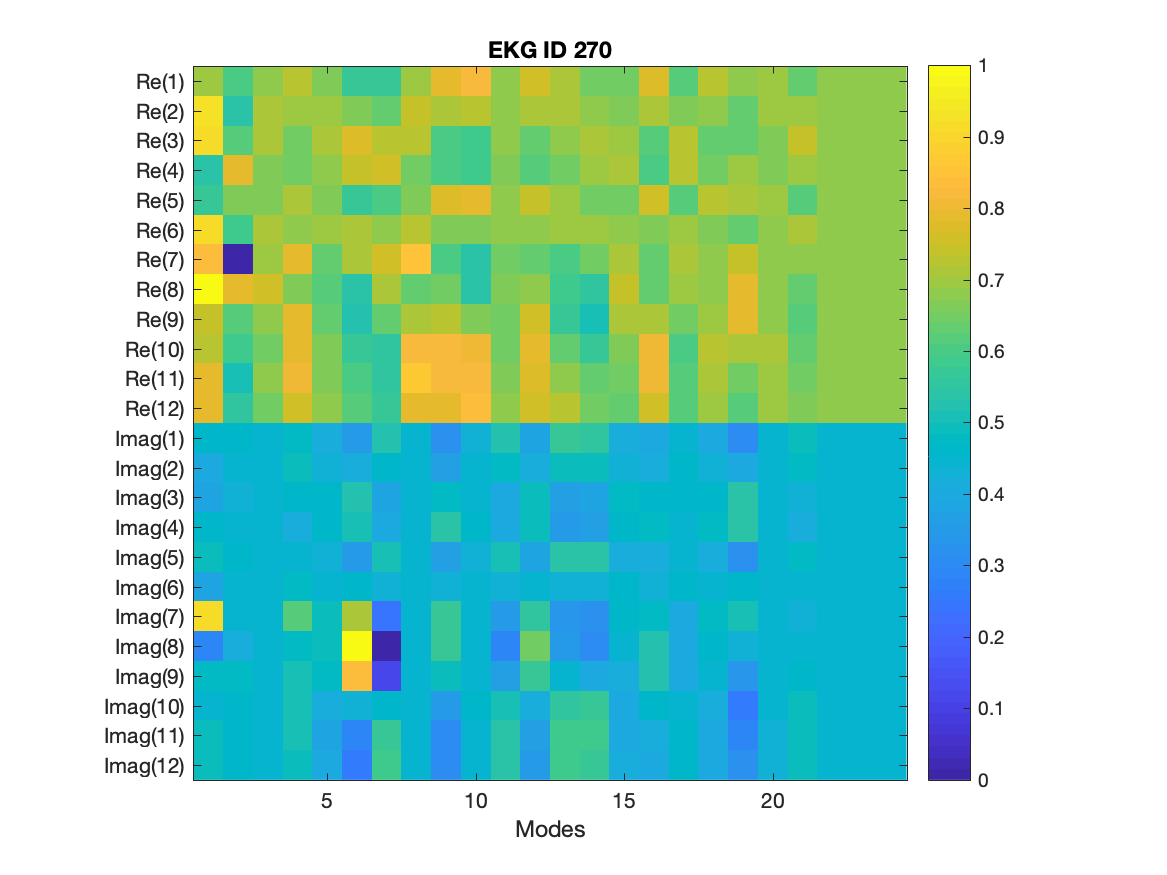 EKG ID 270
Re(1)
Re(2)
Re(3)
Re(4)
Re(5)
Re(6)
Re(7)
Re(8)
Re(9)
Re(10)
Re(11)
Re(12)
Imag(1)
Imag(2)
Imag(3)
Imag(4)
Imag(5)
Imag(6)
Imag(7)
Imag(8)
Imag(9)
Imag(10)
Imag(11)
Imag(12)
5 10 15 20
Modes
1
0.9
0.8
0.7
0.6
0.5
0.4
0.3
0.2
0.1
0